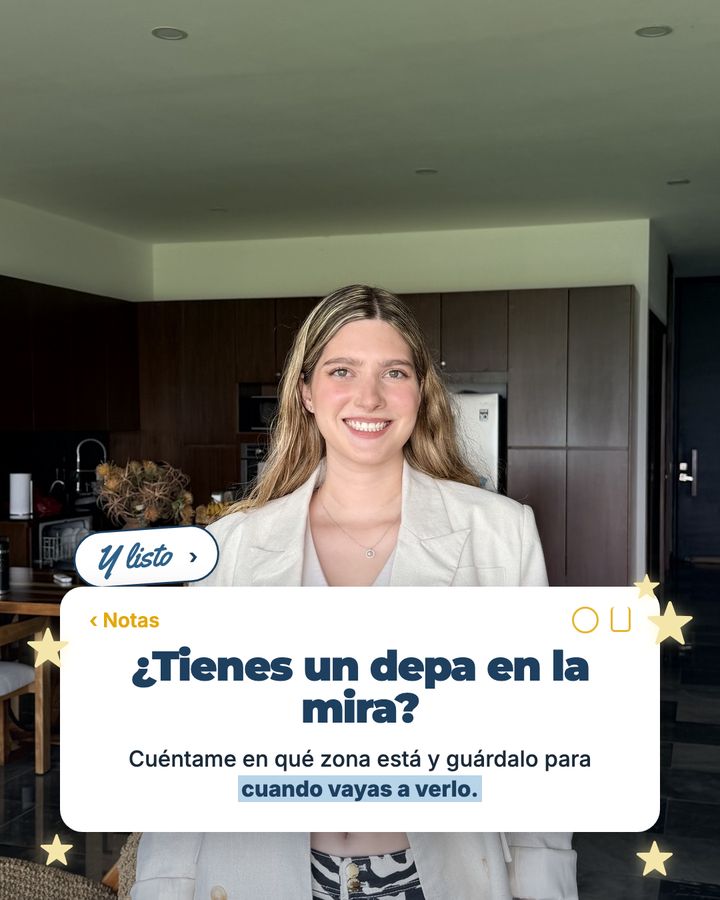 Y listo ›
‹ Notas
¿Tienes un depa en la
mira?
Cuéntame en qué zona está y guárdalo para
cuando vayas a verlo.